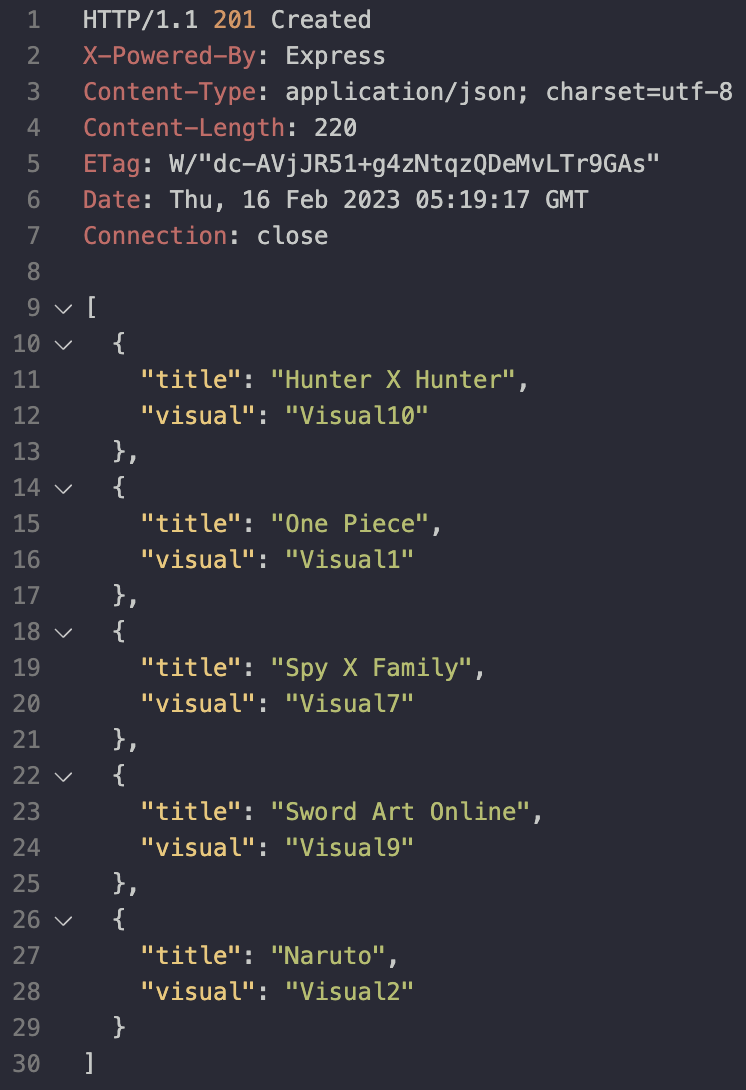 1 HTTP/1.1 201 Created
2 X-Powered-By: Express
3 Content-Type: application/json; charset=utf-8
4 Content-Length: 220
5 ETag: W/"dc-AVjJR51+g4zNtqzQDeMvLTr9GAs"
6 Date: Thu, 16 Feb 2023 05:19:17 GMT
7 Connection: close
8
9 [
10 {
11 "title": "Hunter X Hunter",
12 "visual": "Visual10"
13 },
14 {
15 "title": "One Piece",
16 "visual": "Visual1"
17 },
18 {
19 "title": "Spy X Family",
20 "visual": "Visual7"
21 },
22 {
23 "title": "Sword Art Online",
24 "visual": "Visual9"
25 },
26 {
27 "title": "Naruto",
28 "visual": "Visual2"
29 }
30 ]